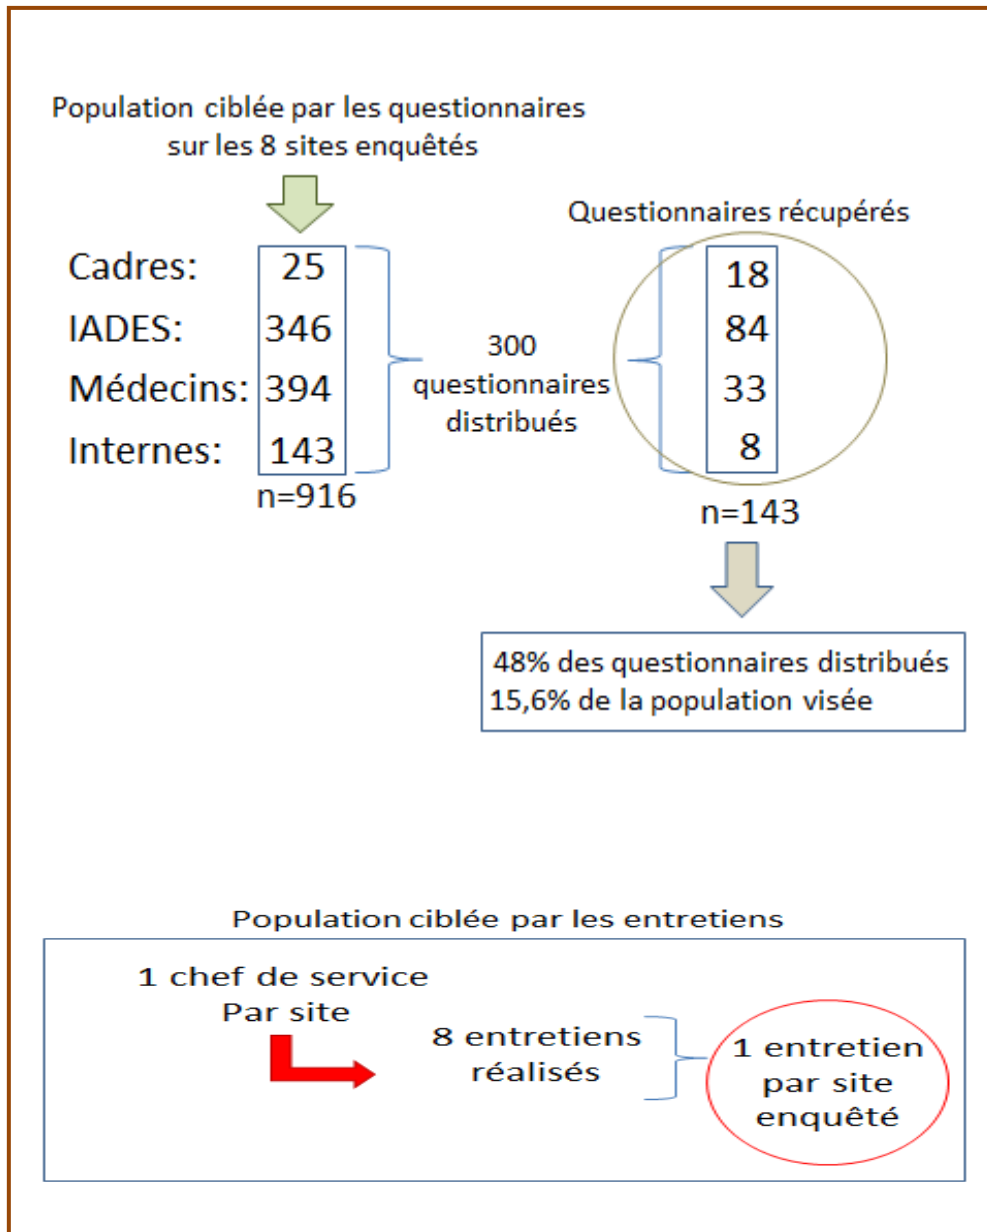 Population ciblée par les questionnaires
sur les 8 sites enquêtés
Cadres: 25
IADES: 346
Médecins: 394
Internes: 143
n=916
300
questionnaires
distribués
Questionnaires récupérés
18
84
33
8
n=143
48% des questionnaires distribués
15,6% de la population visée
Population ciblée par les entretiens
1 chef de service
Par site
8 entretiens
réalisés
1 entretien
par site
enquêté